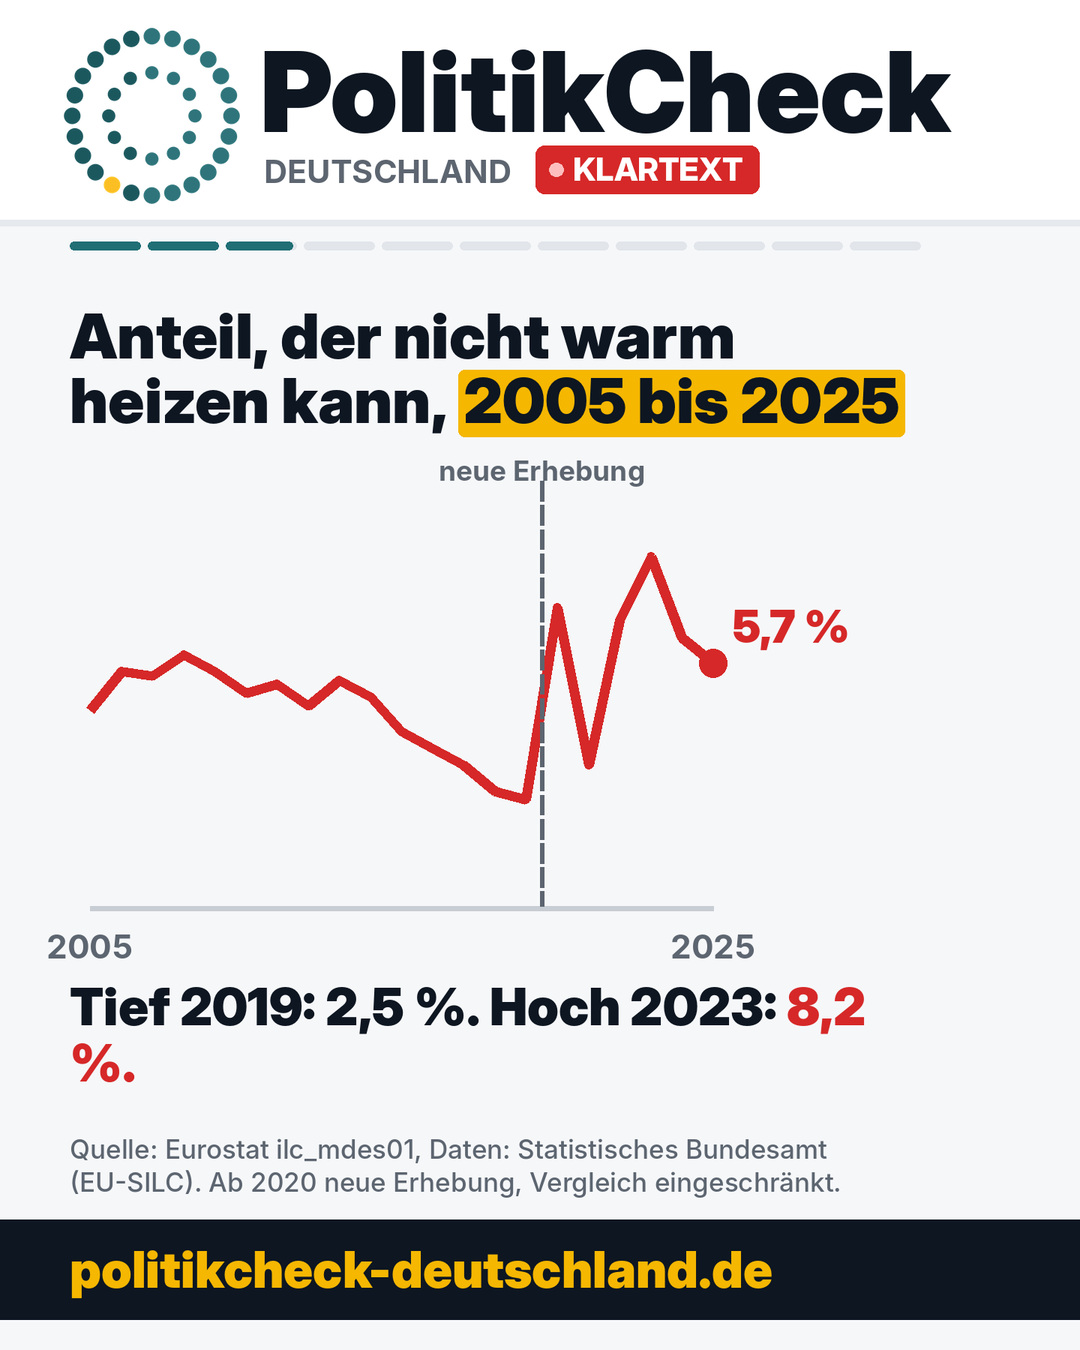 PolitikCheck
DEUTSCHLAND
KLARTEXT
Anteil, der nicht warm
heizen kann, 2005 bis 2025
neue Erhebung
5,7 %
2005
2025
Tief 2019: 2,5 %. Hoch 2023: 8,2
%.
Quelle: Eurostat ilc_mdes01, Daten: Statistisches Bundesamt
(EU-SILC). Ab 2020 neue Erhebung, Vergleich eingeschränkt.
politikcheck-deutschland.de